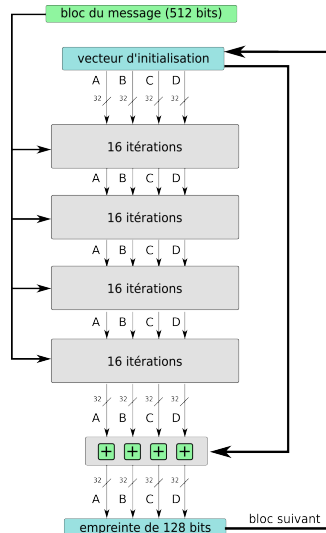 bloc du message (512 bits)
vecteur d'initialisation
A B C D
32 32 32 32
16 itérations
A B C D
16 itérations
A B C D
16 itérations
A B C D
16 itérations
32 32 32 32
A B C D
+ + + +
32 32 32 32
A B C D
bloc suivant
empreinte de 128 bits